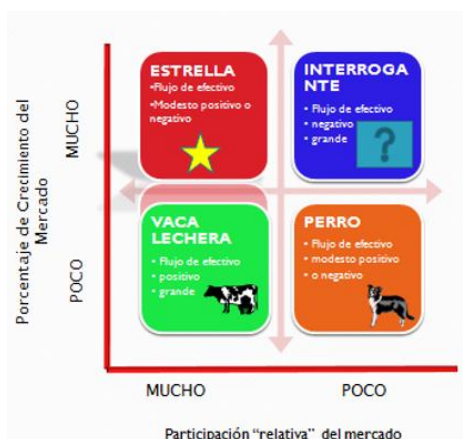 ESTRELLA
•Flujo de efectivo
•Modesto positivo o
negativo
INTERROGA
NTE
• Flujo de efectivo
• negativo
• grande
?
VACA
LECHERA
• Flujo de efectivo
• positivo
• grande
PERRO
• Flujo de efectivo
• modesto positivo
• o negativo
Porcentaje de Crecimiento del
Mercado
MUCHO
POCO
MUCHO
POCO
Participación "relativa" del mercado